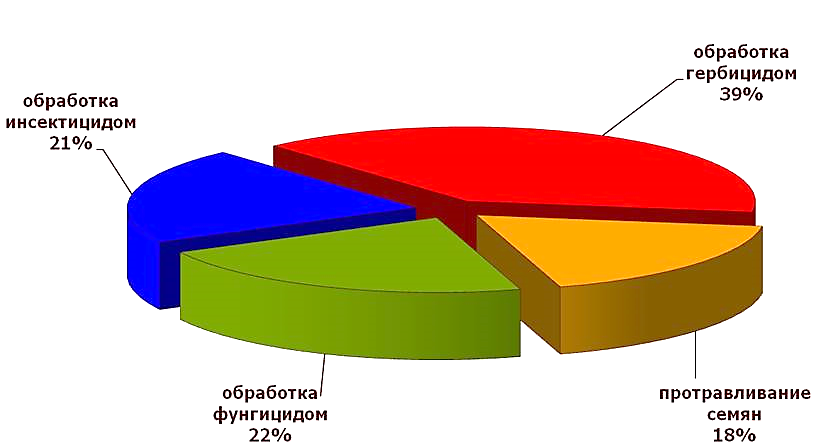 обработка
гербицидом
39%
обработка
инсектицидом
21%
обработка
фунгицидом
22%
протравливание
семян
18%